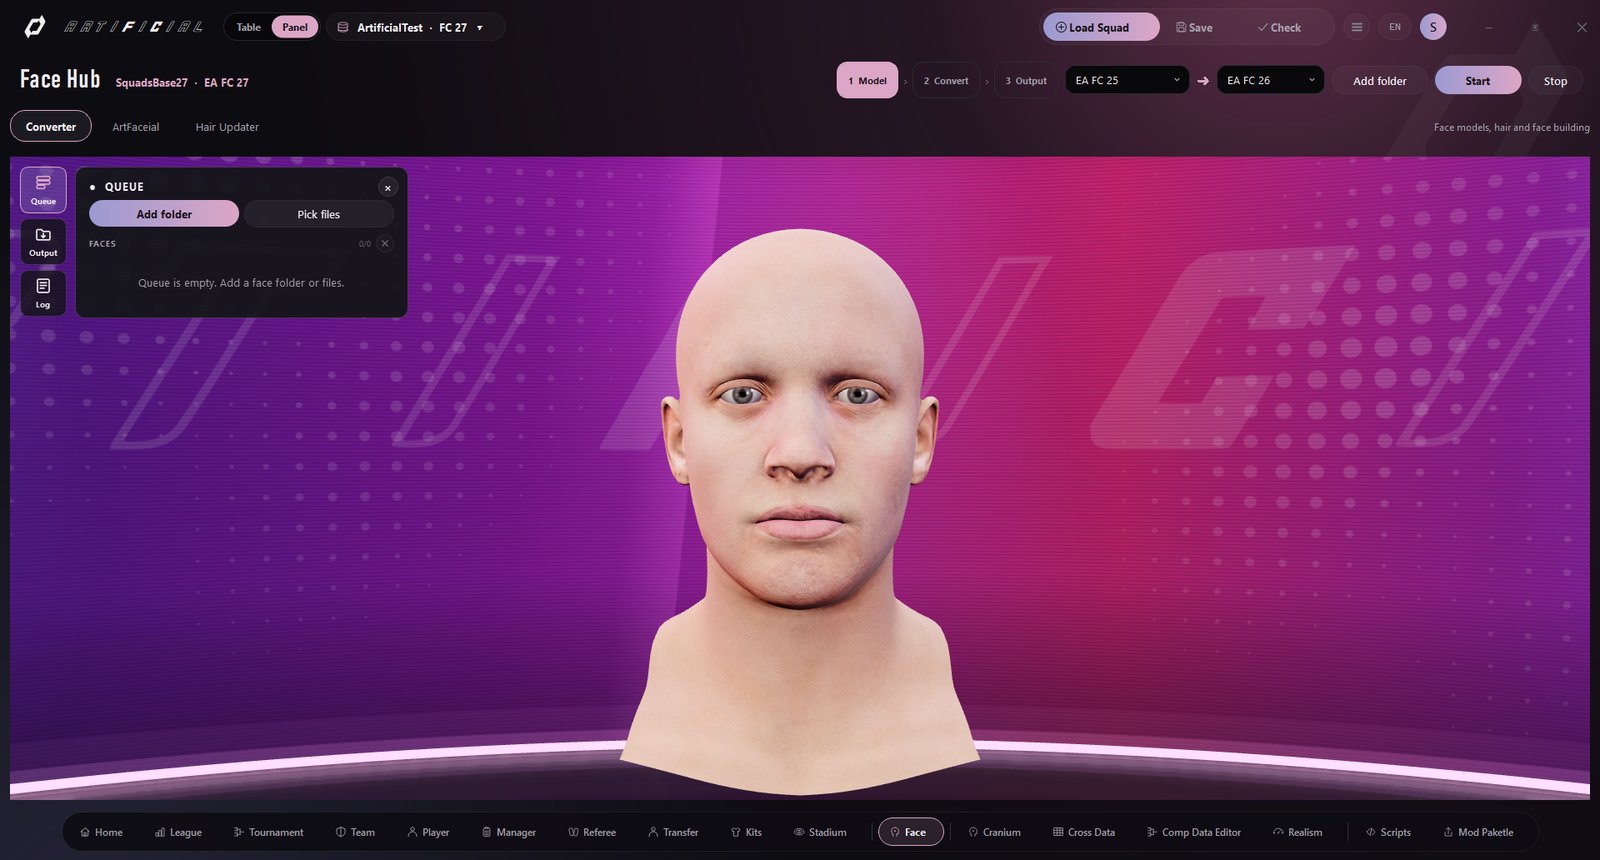 ARTIFICIAL
Table
Panel
ArtificialTest · FC 27
Load Squad
Save
Check
EN
S
Face Hub
SquadsBase27 · EA FC 27
1 Model
2 Convert
3 Output
EA FC 25
EA FC 26
Add folder
Start
Stop
Converter
ArtFaceial
Hair Updater
Face models, hair and face building
Queue
Output
Log
QUEUE
Add folder
Pick files
FACES
0/0
Queue is empty. Add a face folder or files.
Home
League
Tournament
Team
Player
Manager
Referee
Transfer
Kits
Stadium
Face
Cranium
Cross Data
Comp Data Editor
Realism
Scripts
Mod Paketle